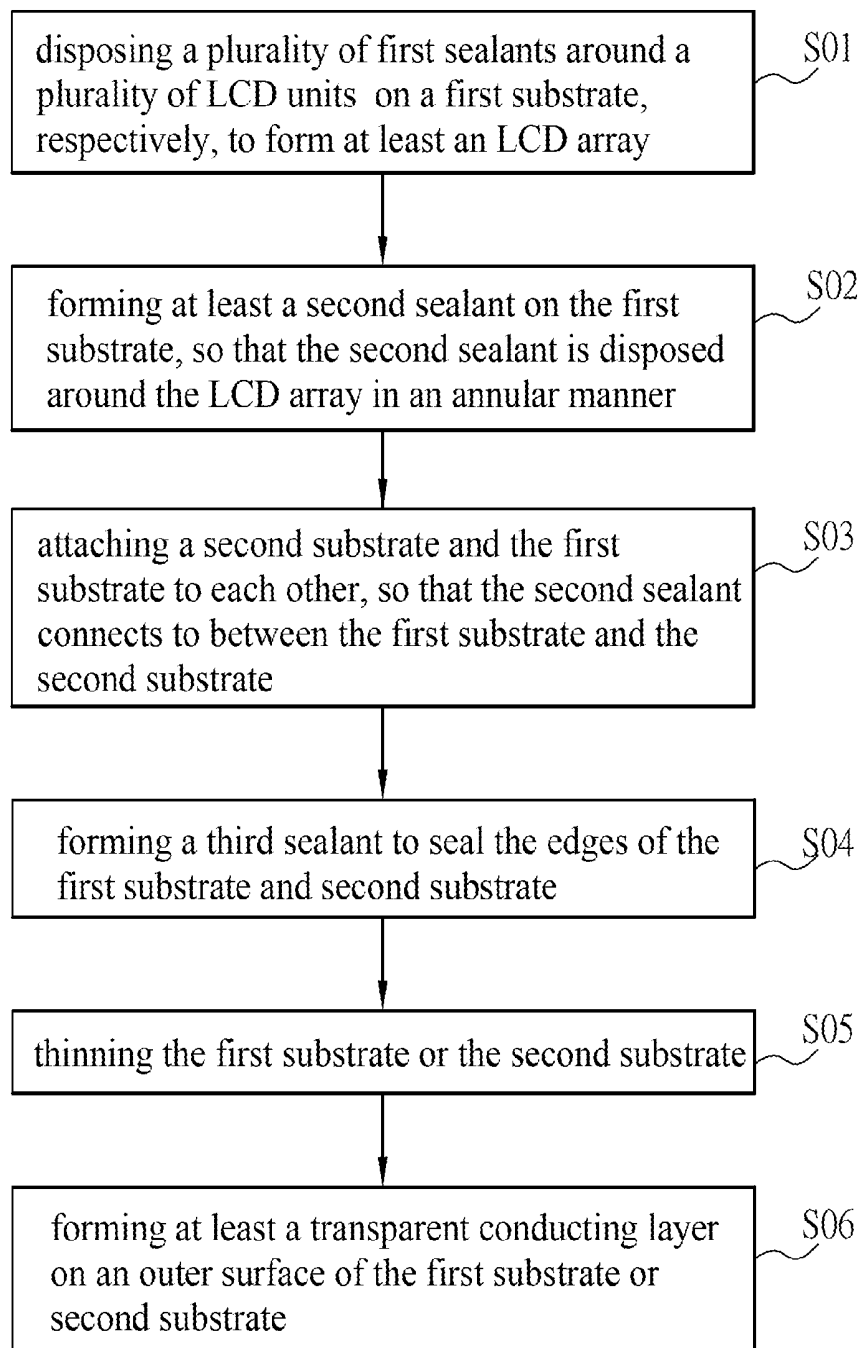 disposing a plurality of first sealants around a
plurality of LCD units on a first substrate,
respectively, to form at least an LCD array
S01
forming at least a second sealant on the first
substrate, so that the second sealant is disposed
around the LCD array in an annular manner
S02
attaching a second substrate and the first
substrate to each other, so that the second sealant
connects to between the first substrate and the
second substrate
S03
forming a third sealant to seal the edges of the
first substrate and second substrate
S04
thinning the first substrate or the second substrate
S05
forming at least a transparent conducting layer
on an outer surface of the first substrate or
second substrate
S06